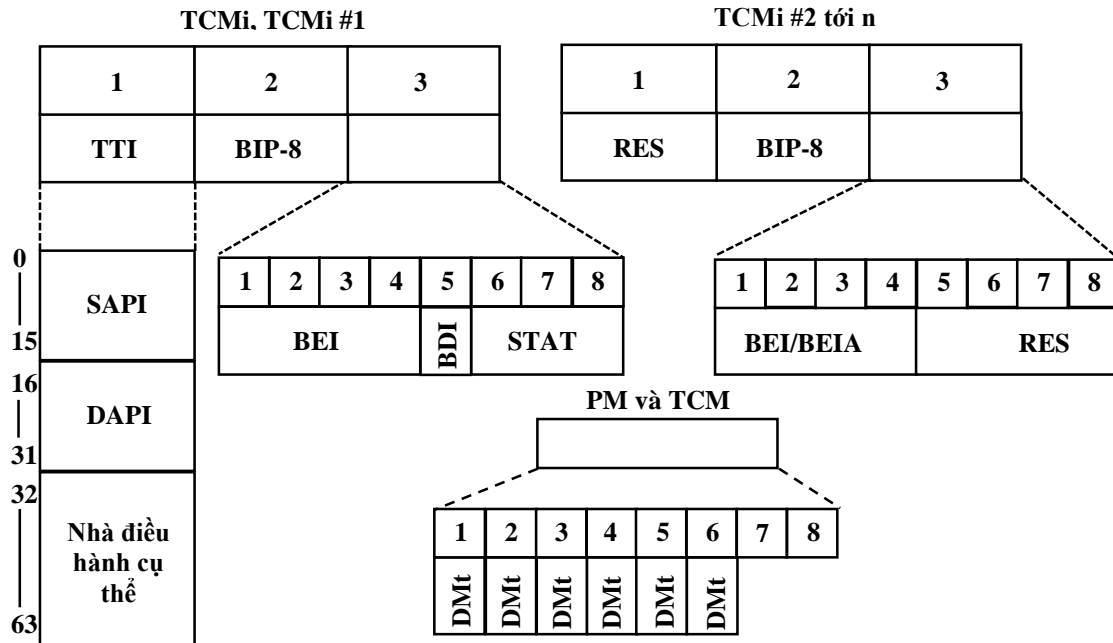 TCMi, TCMi #1
TCMi #2 tới n
1 2 3
1 2 3
TTI BIP-8
RES BIP-8
0
SAPI
15
16
DAPI
31
32
Nhà điều
hành cụ
thể
63
1 2 3 4 5 6 7 8
BEI BDI STAT
1 2 3 4 5 6 7 8
BEI/BEIA RES
PM và TCM
1 2 3 4 5 6 7 8
DMt DMt DMt DMt DMt DMt